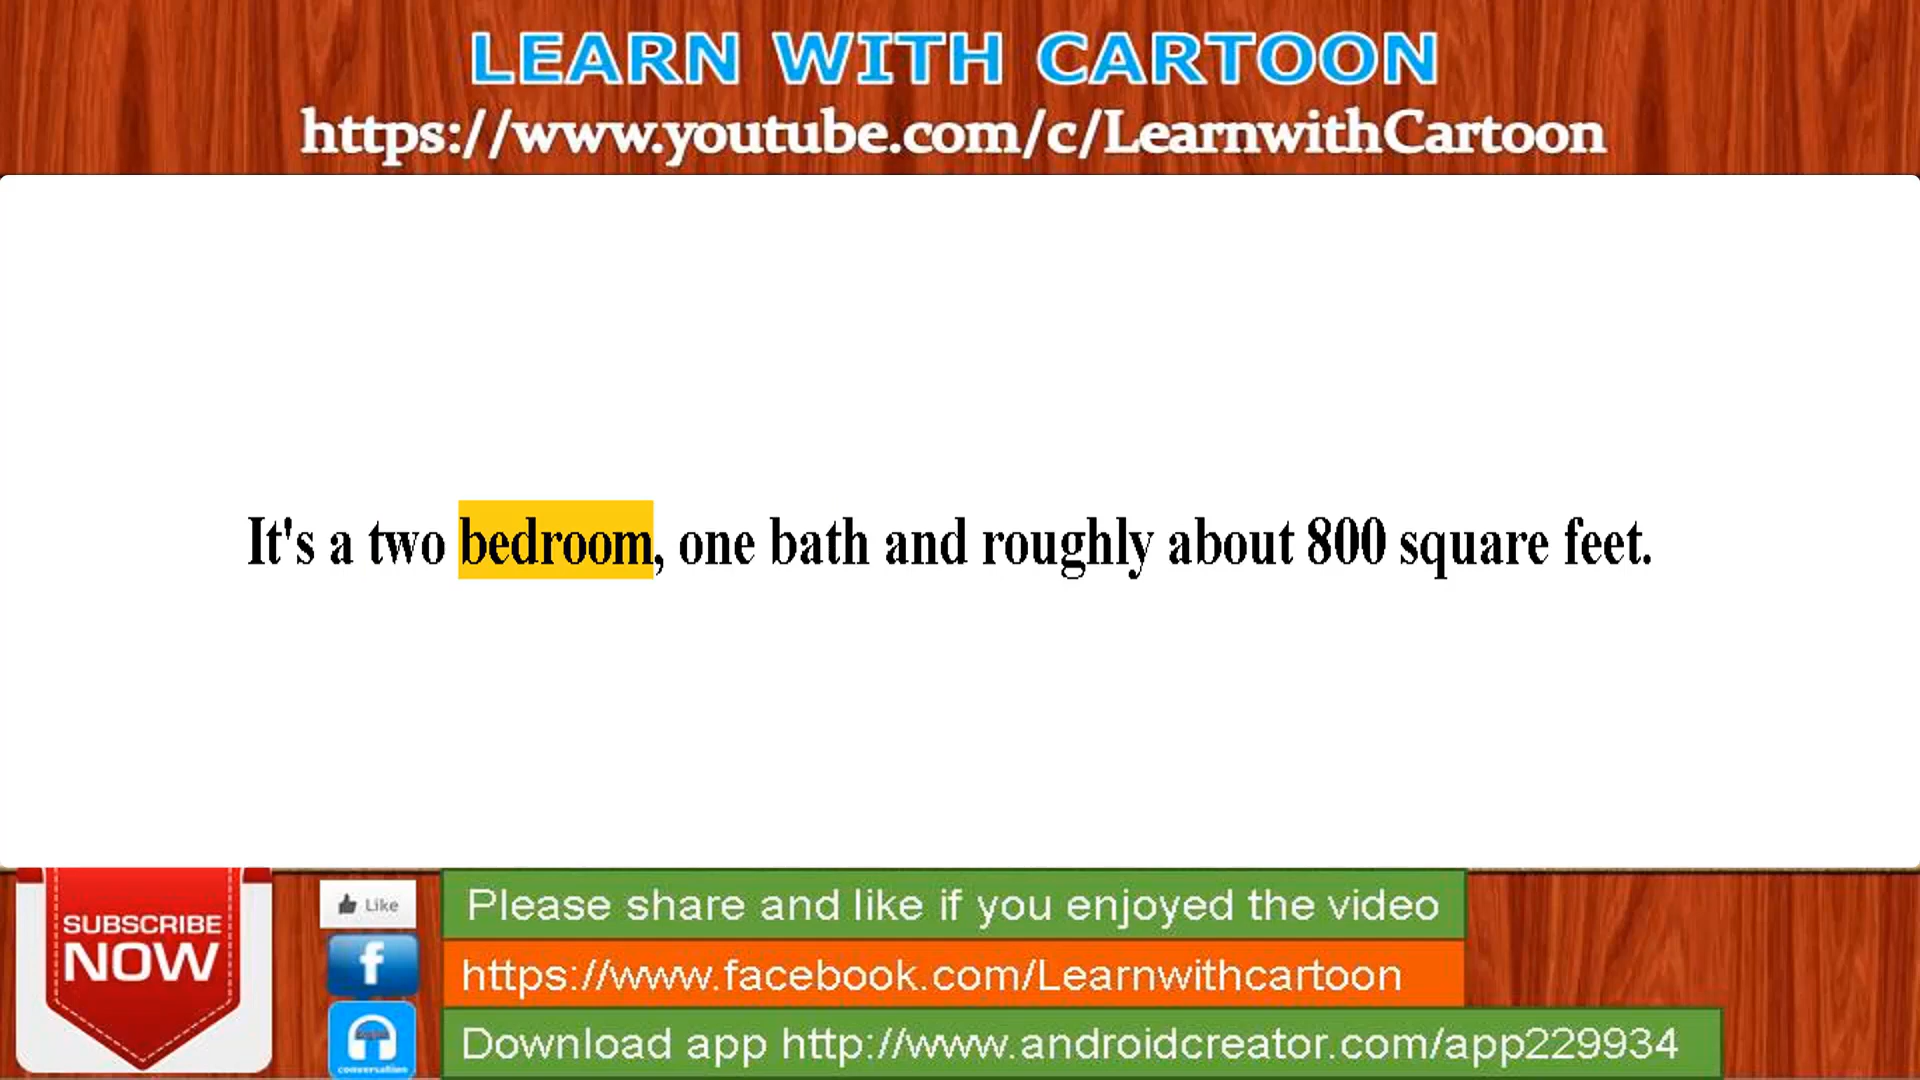 LEARN WITH CARTOON
https://www.youtube.com/c/LearnwithCartoon
It's a two bedroom, one bath and roughly about 800 square feet.
SUBSCRIBE
NOW
Like
Please share and like if you enjoyed the video
f
https://www.facebook.com/Learnwithcartoon
conversation
Download app http://www.androidcreator.com/app229934